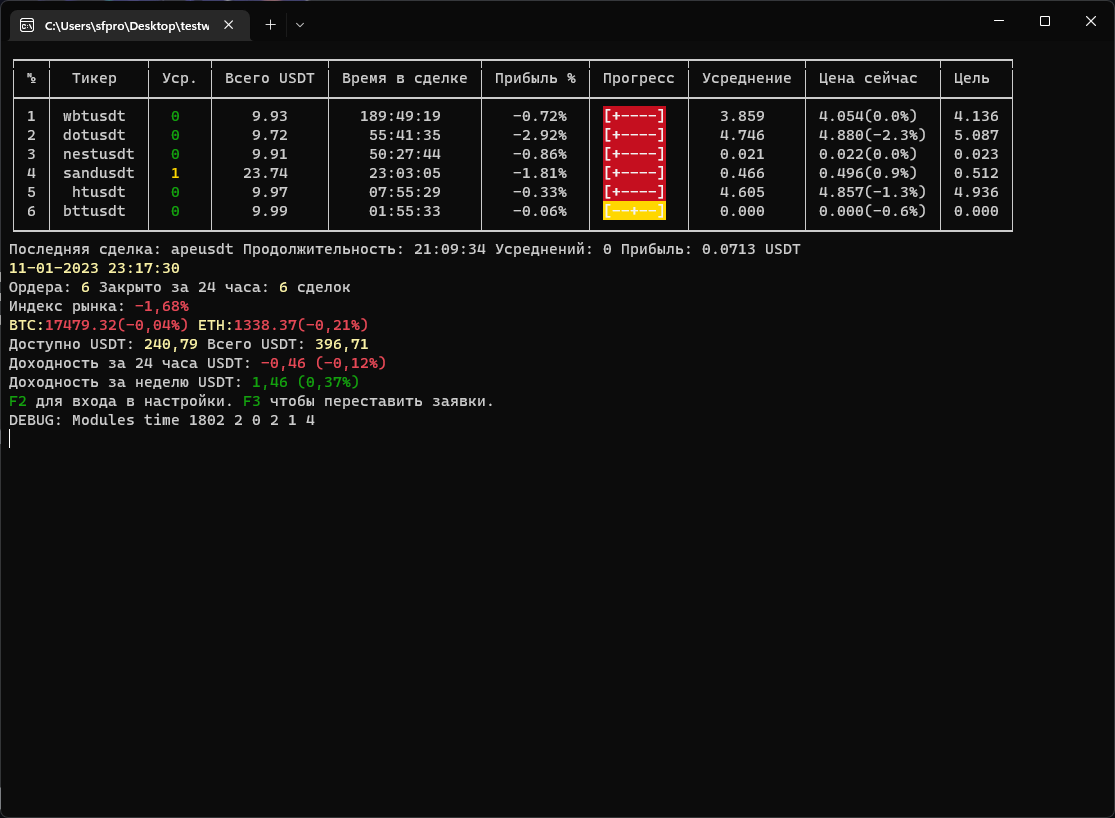 C:\Users\sfpro\Desktop\testw
№ Тикер Уср. Всего USDT Время в сделке Прибыль % Прогресс Усреднение Цена сейчас Цель
1 wbtusdt 0 9.93 189:49:19 -0.72% [+----] 3.859 4.054(0.0%) 4.136
2 dotusdt 0 9.72 55:41:35 -2.92% [+----] 4.746 4.880(-2.3%) 5.087
3 nestusdt 0 9.91 50:27:44 -0.86% [+----] 0.021 0.022(0.0%) 0.023
4 sandusdt 1 23.74 23:03:05 -1.81% [+----] 0.466 0.496(0.9%) 0.512
5 htusdt 0 9.97 07:55:29 -0.33% [+----] 4.605 4.857(-1.3%) 4.936
6 bttusdt 0 9.99 01:55:33 -0.06% [--+--] 0.000 0.000(-0.6%) 0.000
Последняя сделка: apeusdt Продолжительность: 21:09:34 Усреднений: 0 Прибыль: 0.0713 USDT
11-01-2023 23:17:30
Ордера: 6 Закрыто за 24 часа: 6 сделок
Индекс рынка: -1,68%
BTC:17479.32(-0,04%) ETH:1338.37(-0,21%)
Доступно USDT: 240,79 Всего USDT: 396,71
Доходность за 24 часа USDT: -0,46 (-0,12%)
Доходность за неделю USDT: 1,46 (0,37%)
F2 для входа в настройки. F3 чтобы переставить заявки.
DEBUG: Modules time 1802 2 0 2 1 4